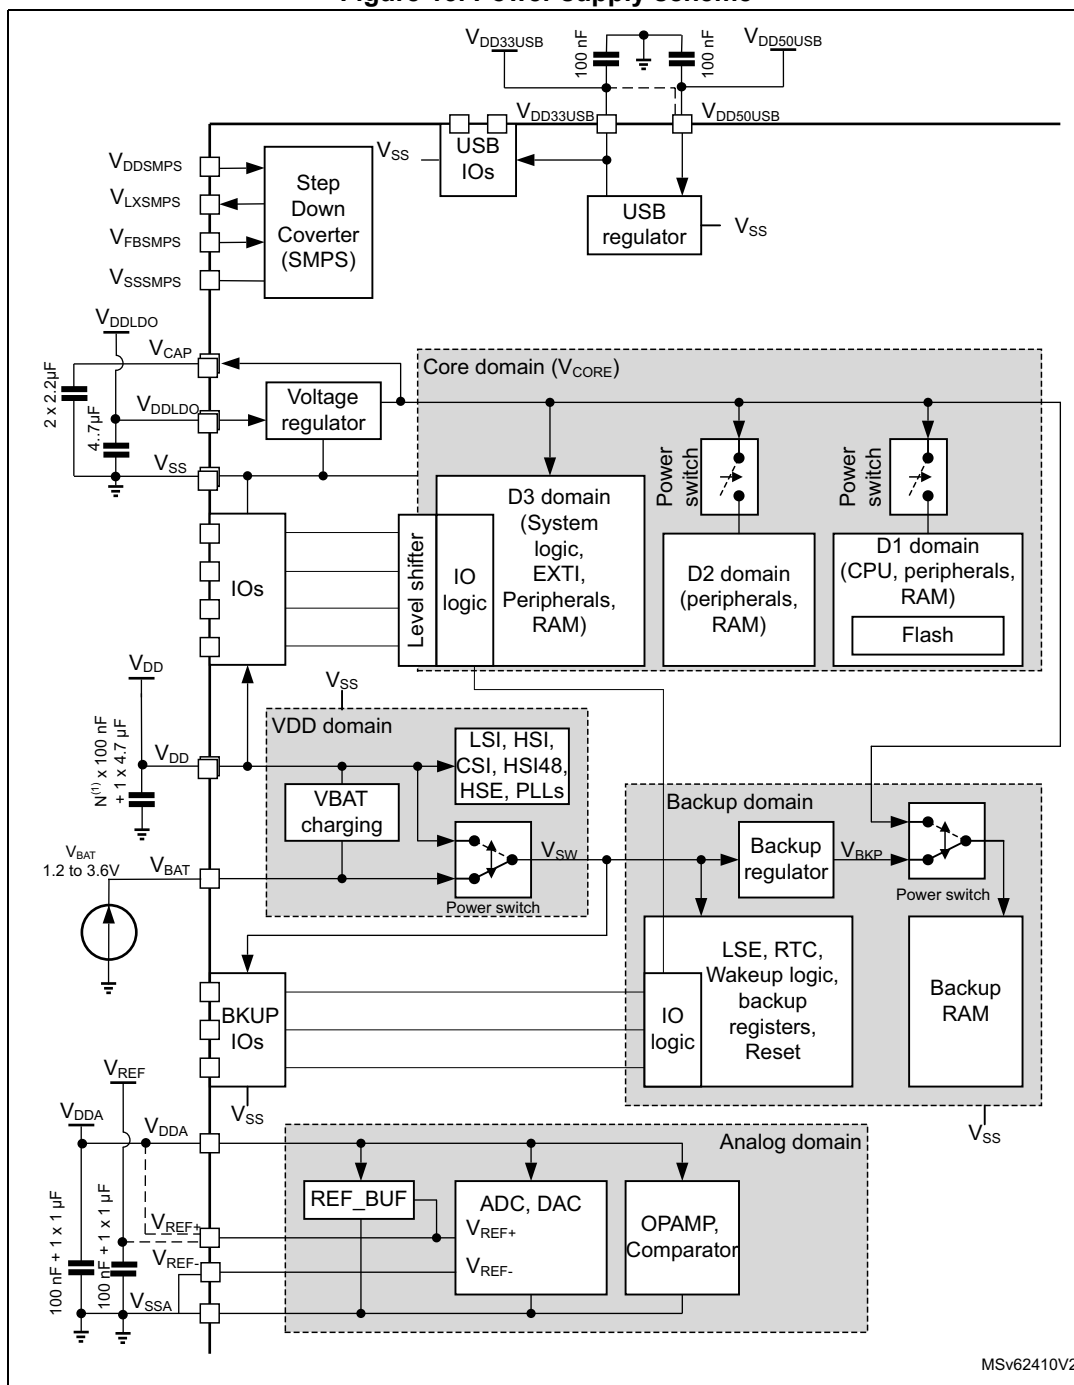 VDD33USB
100 nF
100 nF
VDD50USB
VDD33USB
VDD50USB
VSS
USB
IOs
USB
regulator
VSS
VDDSMPS
VLXSMPS
VFBSMPS
VSSSMPS
Step
Down
Coverter
(SMPS)
VDDLDO
VCAP
2 x 2.2µF
VDDLDO
4..7µF
VSS
Voltage
regulator
Core domain (VCORE)
Power
switch
Power
switch
D3 domain
(System
logic,
EXTI,
Peripherals,
RAM)
D2 domain
(peripherals,
RAM)
D1 domain
(CPU, peripherals,
RAM)
Flash
IOs
Level shifter
IO
logic
VDD
VDD
N(1) x 100 nF
+ 1 x 4.7 µF
VSS
VDD domain
LSI, HSI,
CSI, HSI48,
HSE, PLLs
VBAT
charging
VBAT
1.2 to 3.6V
VBAT
Power switch
VSW
Backup domain
Backup
regulator
VBKP
Power switch
LSE, RTC,
Wakeup logic,
backup
registers,
Reset
IO
logic
Backup
RAM
VSS
BKUP
IOs
VSS
VREF
VDDA
VDDA
100 nF + 1 x 1 µF
100 nF + 1 x 1 µF
VREF+
VREF-
VSSA
Analog domain
REF_BUF
ADC, DAC
VREF+
VREF-
OPAMP,
Comparator
MSv62410V2